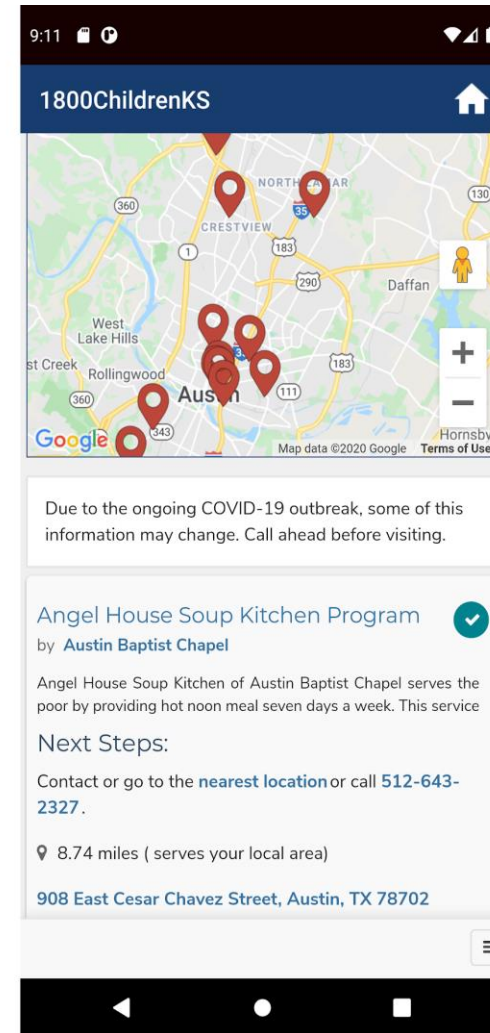 9:11
1800ChildrenKS
NORTH LAMAR
130
360
35
CRESTVIEW
1
183
290
Daffan
West
Lake Hills
183
st Creek
Rollingwood
360
Austin
111
343
Google
Hornsby
Map data ©2020 Google Terms of Use
Due to the ongoing COVID-19 outbreak, some of this
information may change. Call ahead before visiting.
Angel House Soup Kitchen Program
by Austin Baptist Chapel
Angel House Soup Kitchen of Austin Baptist Chapel serves the
poor by providing hot noon meal seven days a week. This service
Next Steps:
Contact or go to the nearest location or call 512-643-
2327.
8.74 miles ( serves your local area)
908 East Cesar Chavez Street, Austin, TX 78702